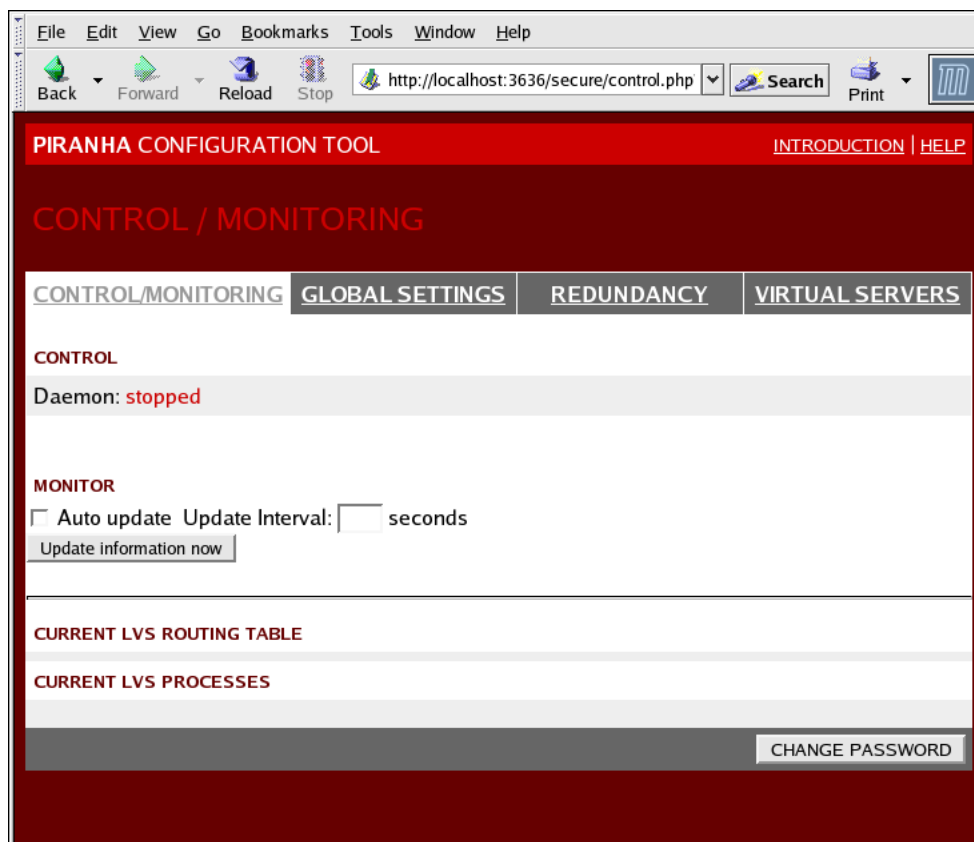 File Edit View Go Bookmarks Tools Window Help
Back Forward Reload Stop http://localhost:3636/secure/control.php Search Print
PIRANHA CONFIGURATION TOOL INTRODUCTION | HELP
CONTROL / MONITORING
CONTROL/MONITORING GLOBAL SETTINGS REDUNDANCY VIRTUAL SERVERS
CONTROL
Daemon: stopped
MONITOR
Auto update Update Interval: seconds
Update information now
CURRENT LVS ROUTING TABLE
CURRENT LVS PROCESSES
CHANGE PASSWORD